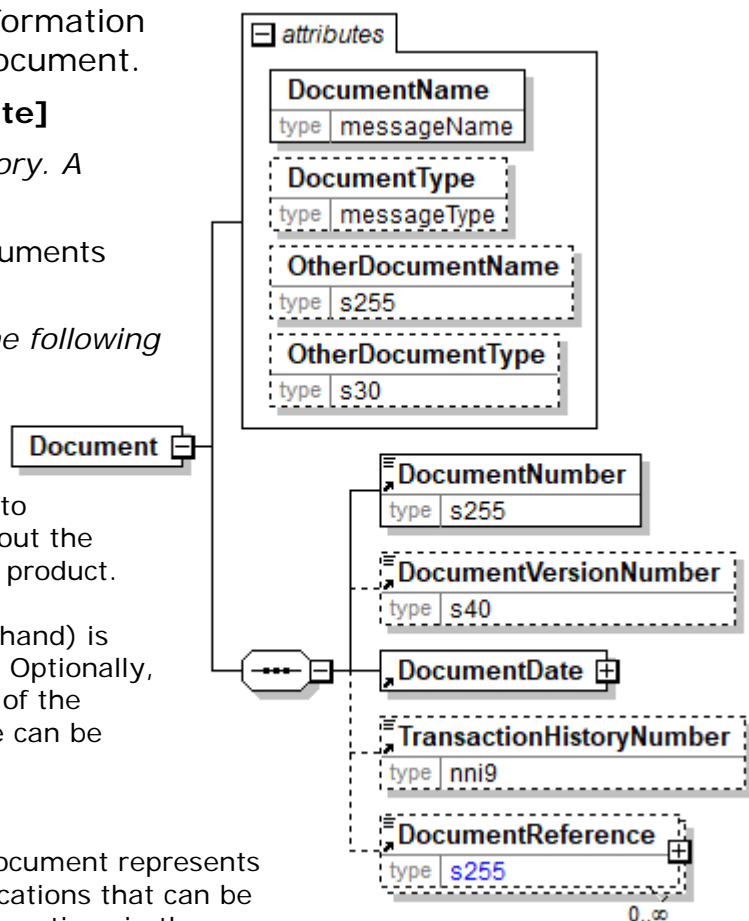 formation
ocument.
te]
ory. A
uments
e following
to
out the
product.
hand) is
Optionally,
of the
e can be
ocument represents
cations that can be
attributes
DocumentName
type messageName
DocumentType
type messageType
OtherDocumentName
type s255
OtherDocumentType
type s30
Document
DocumentNumber
type s255
DocumentVersionNumber
type s40
DocumentDate
TransactionHistoryNumber
type nni9
DocumentReference
type s255
0..∞